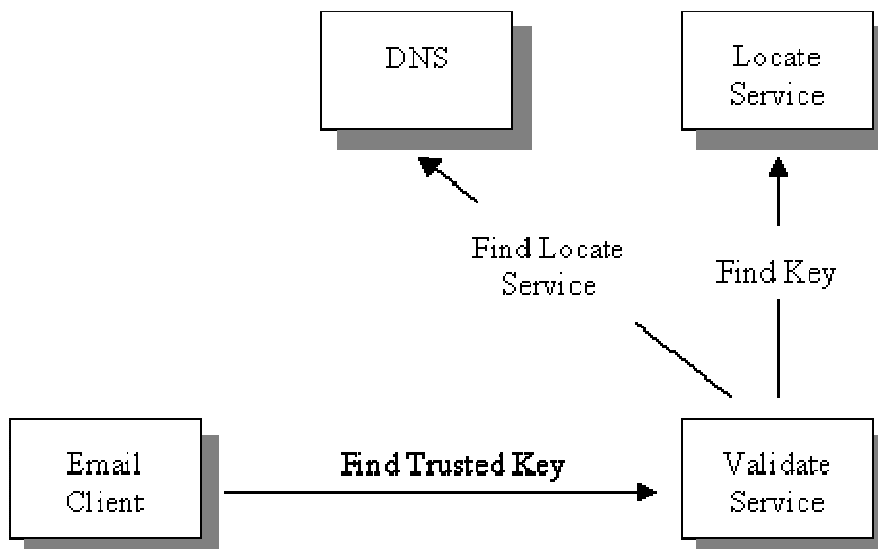 DNS
Locate
Service
Find Locate
Service
Find Key
Email
Client
Find Trusted Key
Validate
Service